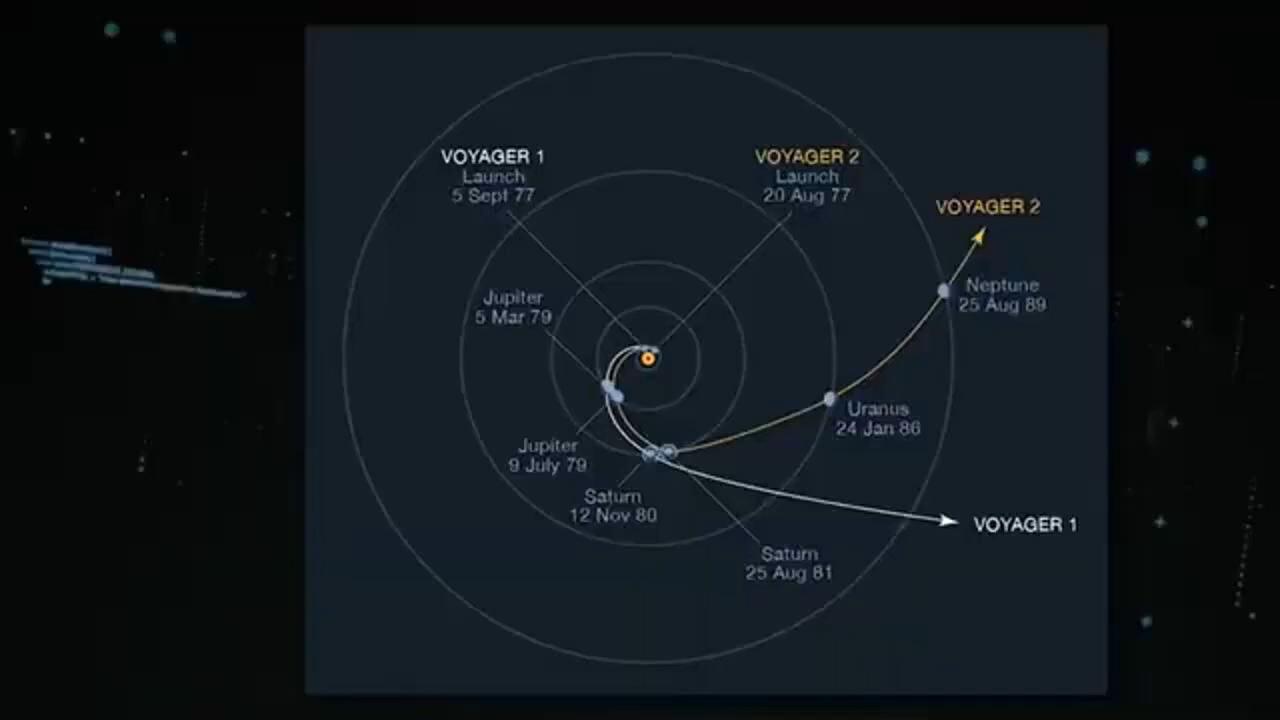 VOYAGER 1
Launch
5 Sept 77
VOYAGER 2
Launch
20 Aug 77
VOYAGER 2
Neptune
25 Aug 89
Jupiter
5 Mar 79
Uranus
24 Jan 86
Jupiter
9 July 79
Saturn
12 Nov 80
VOYAGER 1
Saturn
25 Aug 81